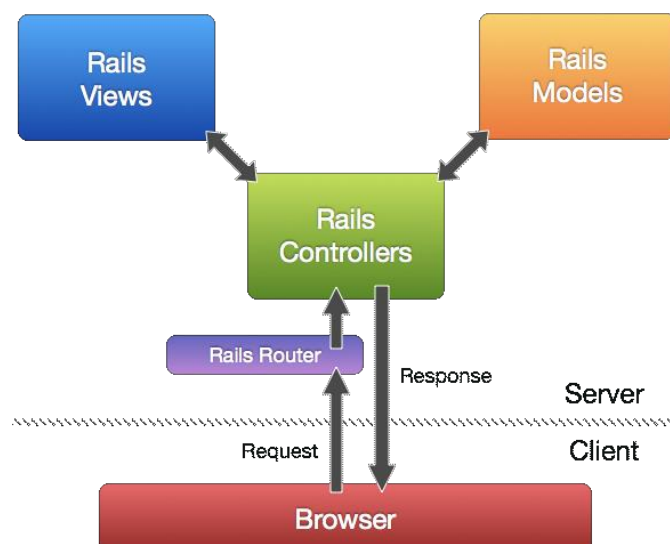 Rails
Views
Rails
Models
Rails
Controllers
Rails Router
Response
Server
Request
Client
Browser